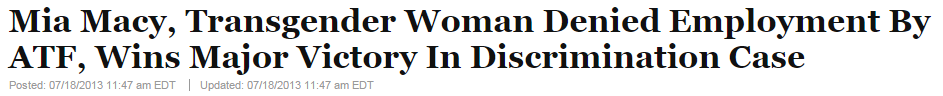 Mia Macy, Transgender Woman Denied Employment By
ATF, Wins Major Victory In Discrimination Case
Posted: 07/18/2013 11:47 am EDT | Updated: 07/18/2013 11:47 am EDT